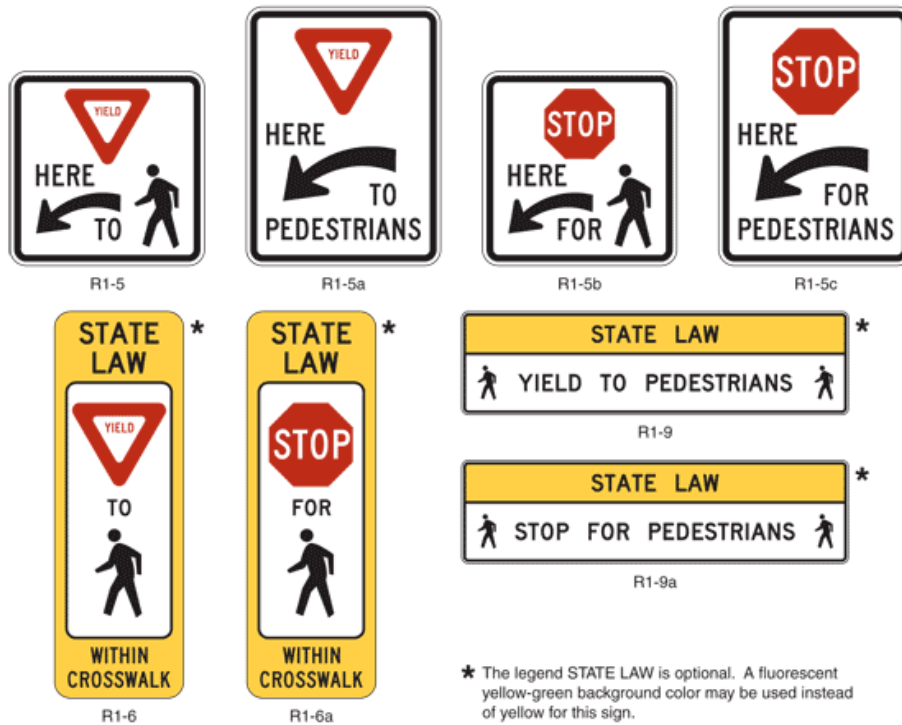 YIELD
HERE
TO
R1-5
YIELD
HERE
TO
PEDESTRIANS
R1-5a
STOP
HERE
FOR
R1-5b
STOP
HERE
FOR
PEDESTRIANS
R1-5c
STATE
LAW
*
YIELD
TO
WITHIN
CROSSWALK
R1-6
STATE
LAW
*
STOP
FOR
WITHIN
CROSSWALK
R1-6a
STATE LAW
*
YIELD TO PEDESTRIANS
R1-9
STATE LAW
*
STOP FOR PEDESTRIANS
R1-9a
* The legend STATE LAW is optional. A fluorescent
yellow-green background color may be used instead
of yellow for this sign.